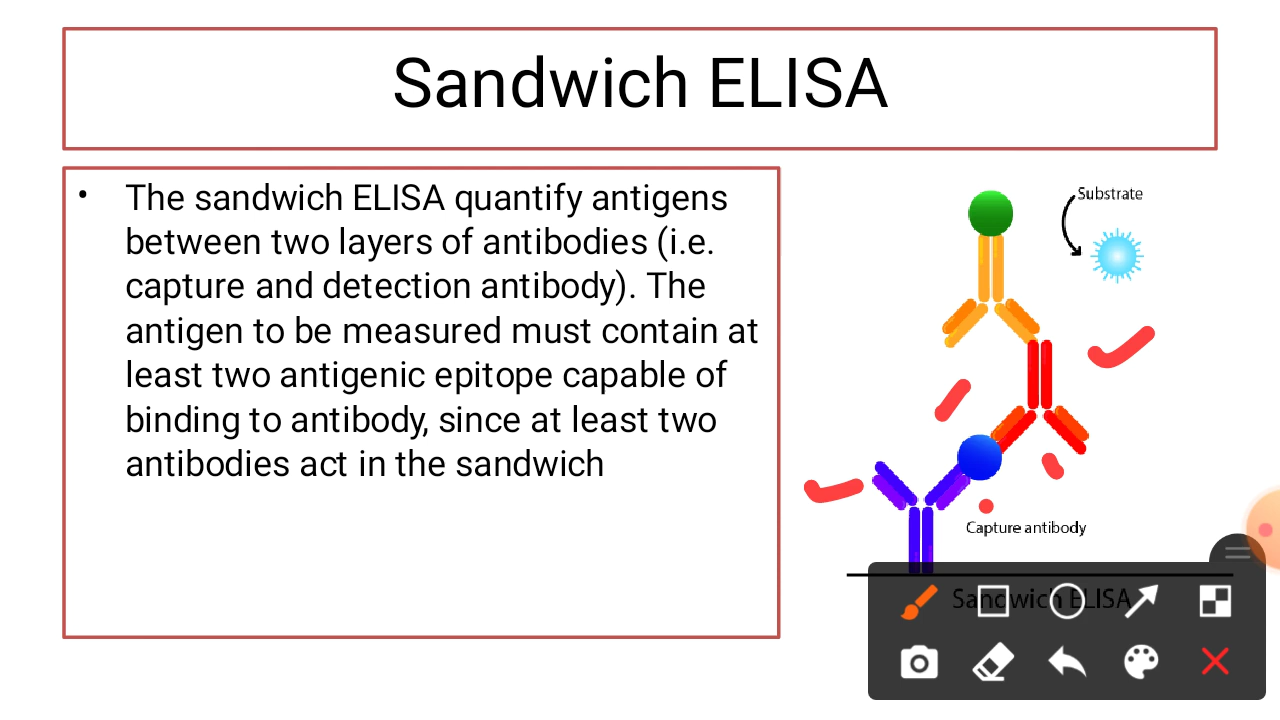 Sandwich ELISA
• The sandwich ELISA quantify antigens
between two layers of antibodies (i.e.
capture and detection antibody). The
antigen to be measured must contain at
least two antigenic epitope capable of
binding to antibody, since at least two
antibodies act in the sandwich
Substrate
Capture antibody
Sandwich ELISA